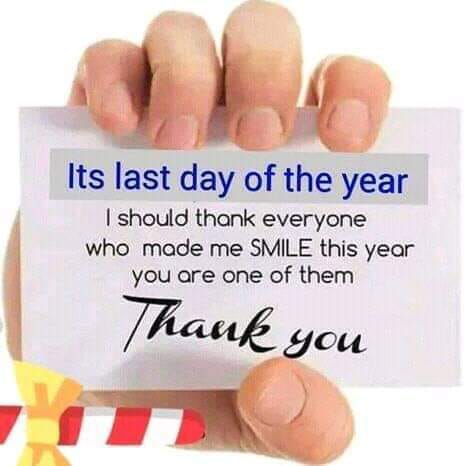 Its last day of the year
I should thank everyone
who made me SMILE this year
you are one of them
Thank you